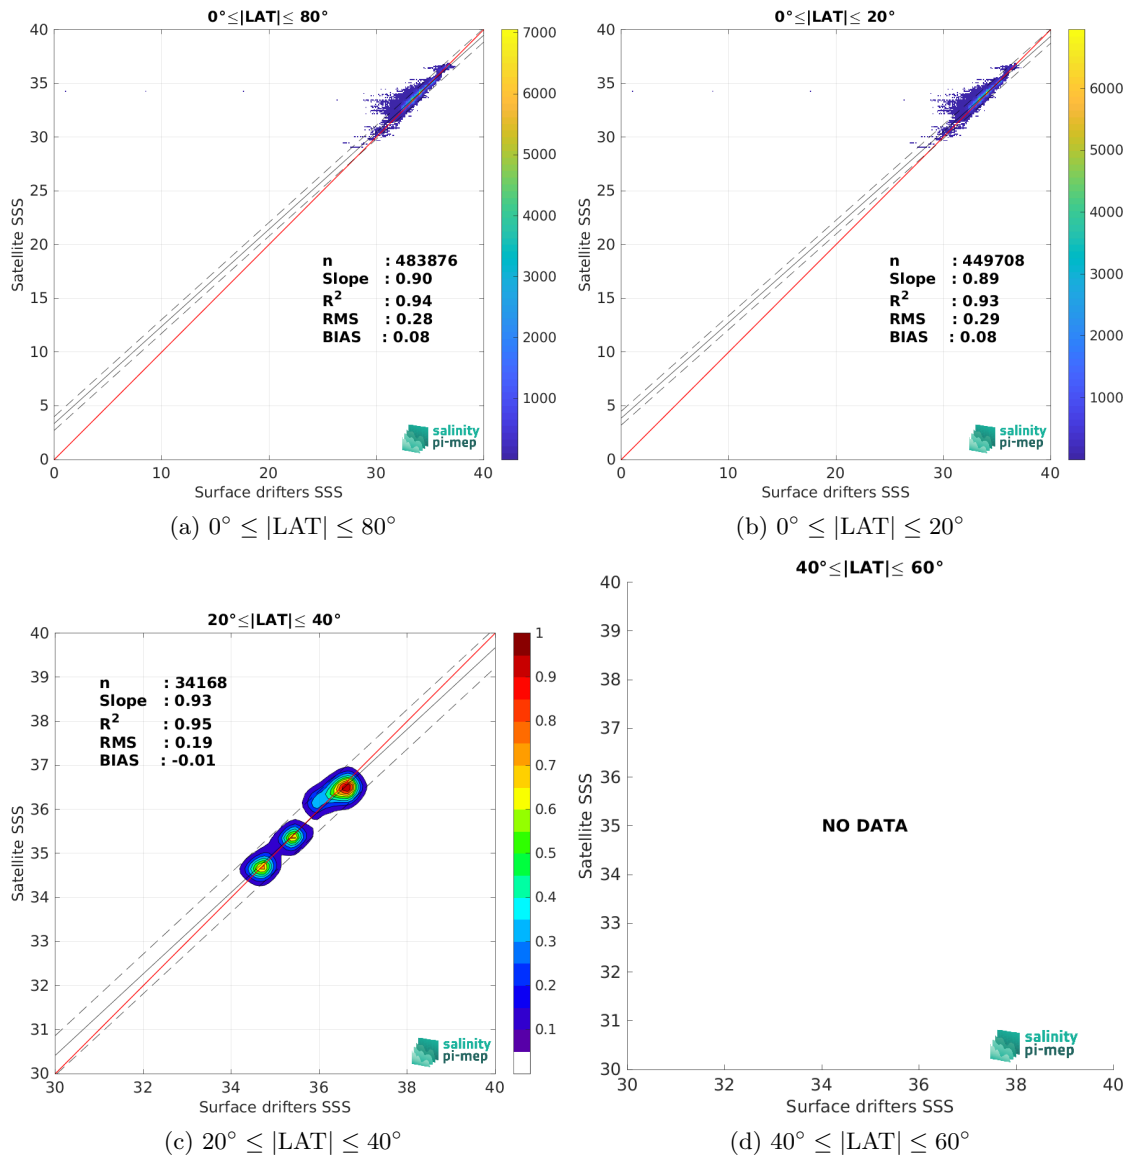 0°≤|LAT|≤ 80°
40
35
30
25
20
15
10
5
0
Satellite SSS
0
10
20
30
40
Surface drifters SSS
n : 483876
Slope : 0.90
R² : 0.94
RMS : 0.28
BIAS : 0.08
salinity
pi-mep
7000
6000
5000
4000
3000
2000
1000
(a) 0° ≤ |LAT| ≤ 80°
0°≤|LAT|≤ 20°
40
35
30
25
20
15
10
5
0
Satellite SSS
0
10
20
30
40
Surface drifters SSS
n : 449708
Slope : 0.89
R² : 0.93
RMS : 0.29
BIAS : 0.08
salinity
pi-mep
6000
5000
4000
3000
2000
1000
(b) 0° ≤ |LAT| ≤ 20°
20°≤|LAT|≤ 40°
40
39
38
37
36
35
34
33
32
31
30
Satellite SSS
30
32
34
36
38
40
Surface drifters SSS
n : 34168
Slope : 0.93
R² : 0.95
RMS : 0.19
BIAS : -0.01
salinity
pi-mep
1
0.9
0.8
0.7
0.6
0.5
0.4
0.3
0.2
0.1
(c) 20° ≤ |LAT| ≤ 40°
40°≤|LAT|≤ 60°
40
39
38
37
36
35
34
33
32
31
30
Satellite SSS
NO DATA
30
32
34
36
38
40
Surface drifters SSS
salinity
pi-mep
(d) 40° ≤ |LAT| ≤ 60°